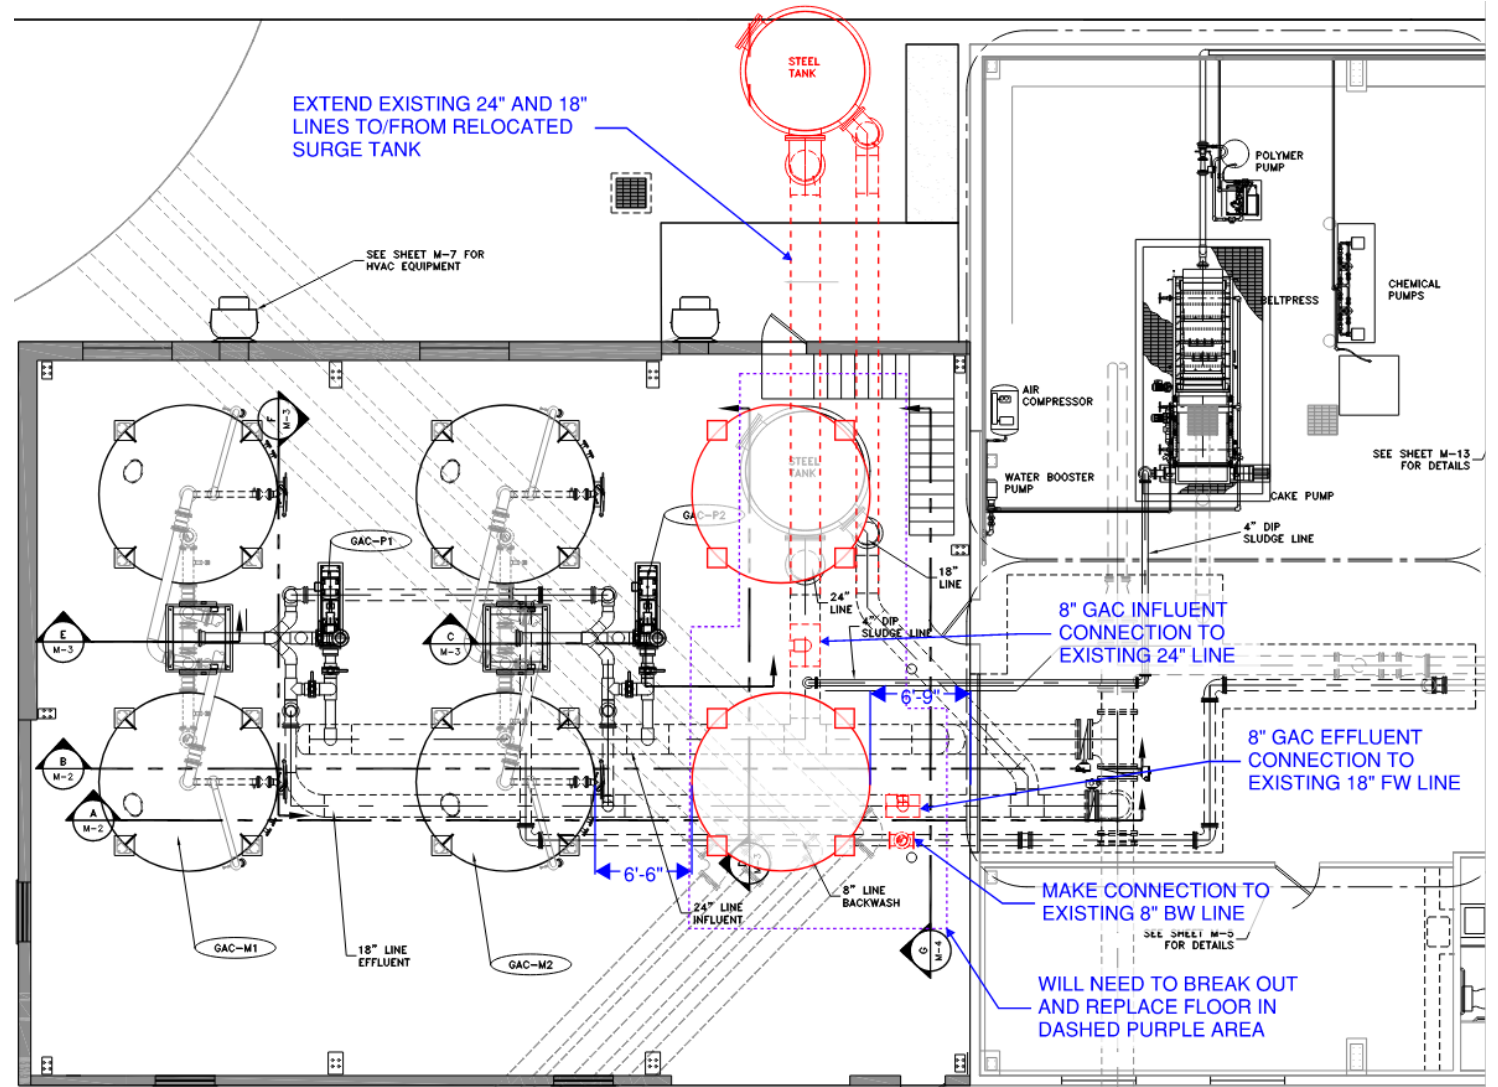 STEEL
TANK
EXTEND EXISTING 24" AND 18"
LINES TO/FROM RELOCATED
SURGE TANK
POLYMER
PUMP
SEE SHEET M-7 FOR
HVAC EQUIPMENT
CHEMICAL
PUMPS
BELTPRESS
AIR
COMPRESSOR
F
M-3
SEE SHEET M-13
FOR DETAILS
STEEL
TANK
WATER BOOSTER
PUMP
CAKE PUMP
GAC-P1
GAC-P2
4" DIP
SLUDGE LINE
18"
LINE
24"
LINE
4" DIP
SLUDGE LINE
8" GAC INFLUENT
CONNECTION TO
EXISTING 24" LINE
E
M-3
C
M-3
6'-9"
8" GAC EFFLUENT
CONNECTION TO
EXISTING 18" FW LINE
B
M-2
A
M-2
6'-6"
8" LINE
BACKWASH
24" LINE
INFLUENT
MAKE CONNECTION TO
EXISTING 8" BW LINE
SEE SHEET M-5
FOR DETAILS
GAC-M1
18" LINE
EFFLUENT
GAC-M2
G
M-4
WILL NEED TO BREAK OUT
AND REPLACE FLOOR IN
DASHED PURPLE AREA